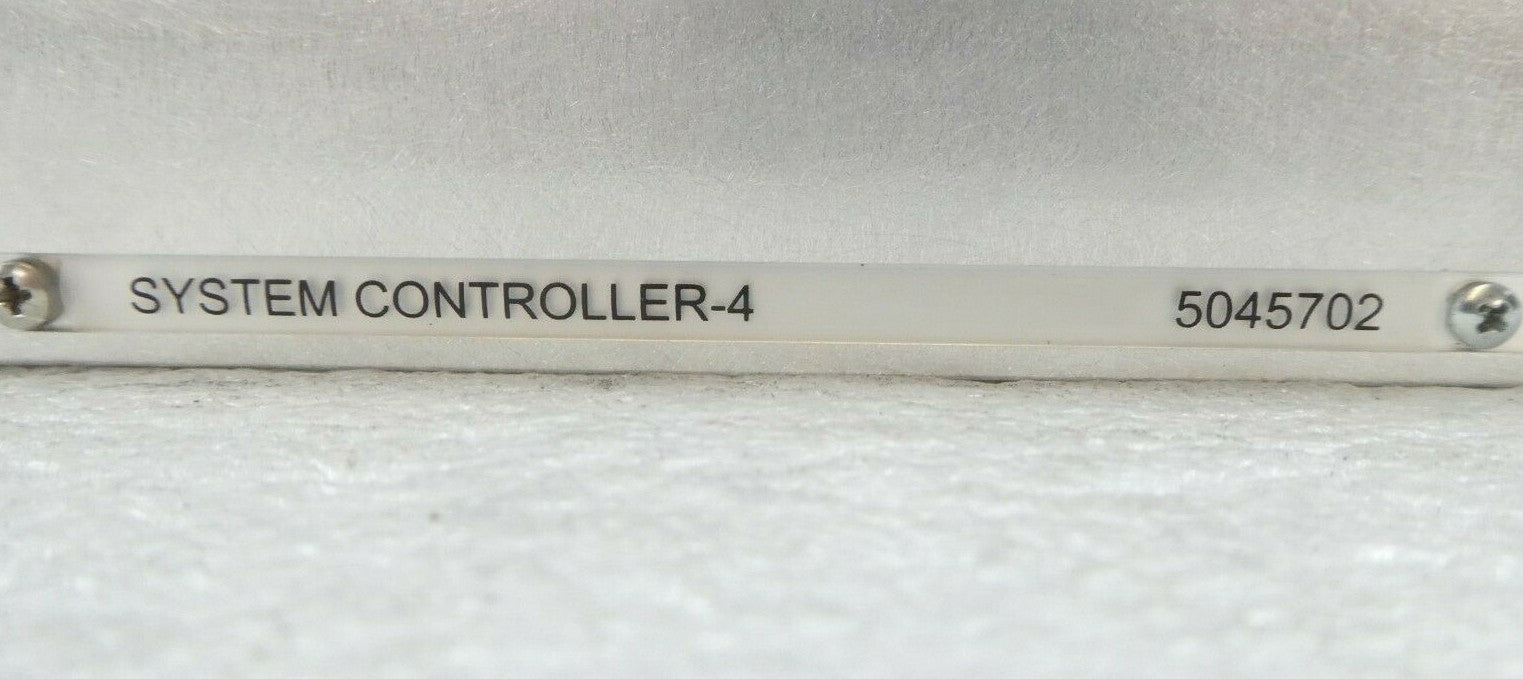 SYSTEM CONTROLLER-4 5045702